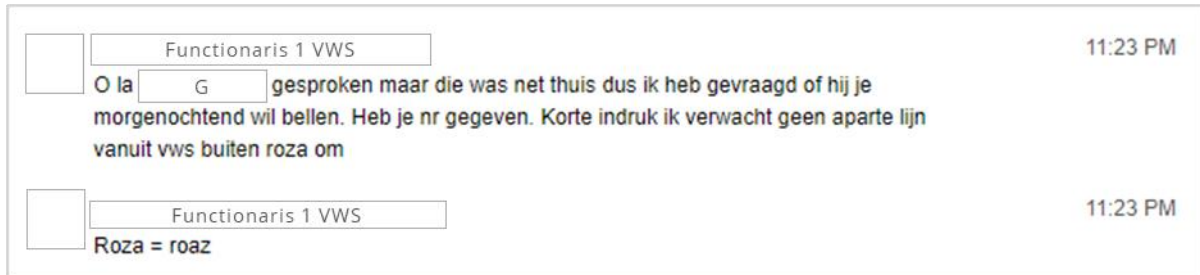 Functionaris 1 VWS 11:23 PM
O la G gesproken maar die was net thuis dus ik heb gevraagd of hij je
morgenochtend wil bellen. Heb je nr gegeven. Korte indruk ik verwacht geen aparte lijn
vanuit vws buiten roza om
Functionaris 1 VWS 11:23 PM
Roza = roaz